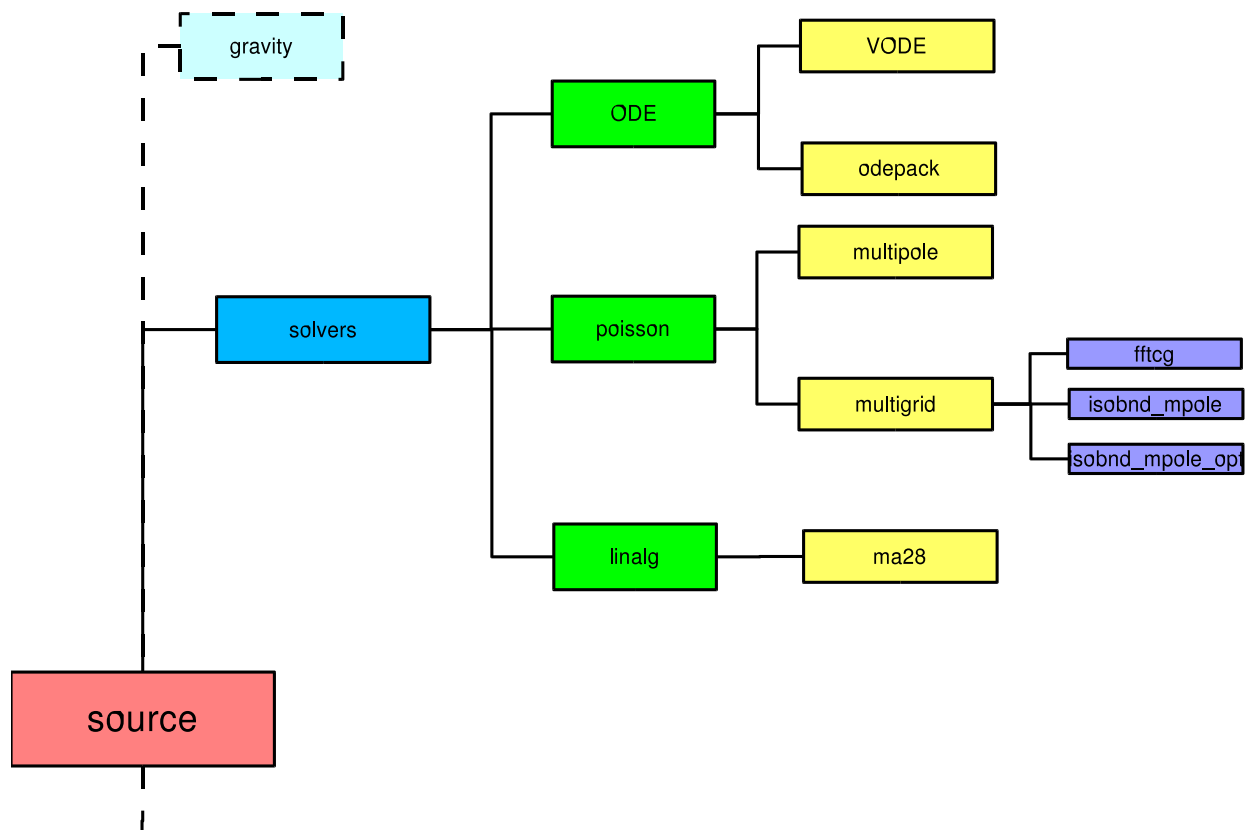 gravity
VODE
ODE
odepack
multipole
solvers
poisson
fftcg
multigrid
isobnd_mpole
isobnd_mpole_opt
linalg
ma28
source